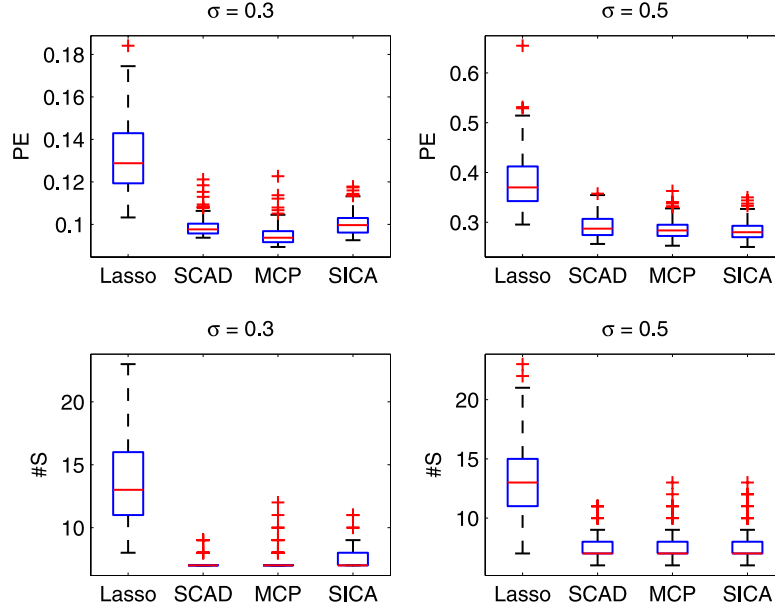 σ = 0.3
0.18
0.16
0.14
0.12
0.1
PE
Lasso SCAD MCP SICA
σ = 0.5
0.6
0.5
0.4
0.3
PE
Lasso SCAD MCP SICA
σ = 0.3
20
15
10
#S
Lasso SCAD MCP SICA
σ = 0.5
20
15
10
#S
Lasso SCAD MCP SICA